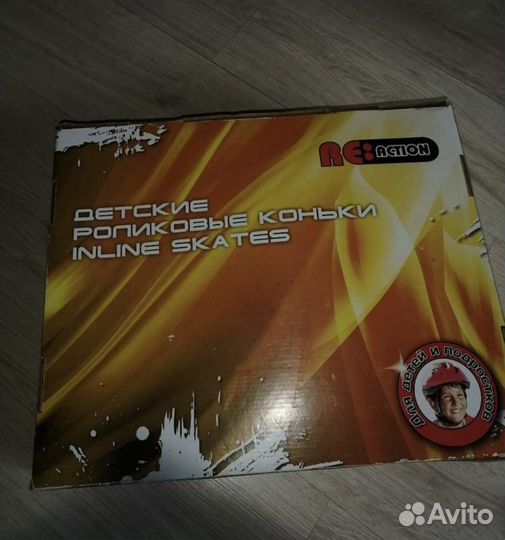 RE:ACTION
ДЕТСКИЕ
РОЛИКОВЫЕ КОНЬКИ
INLINE SKATES
ДЛЯ ДЕТЕЙ И ПОДРОСТКОВ
Avito